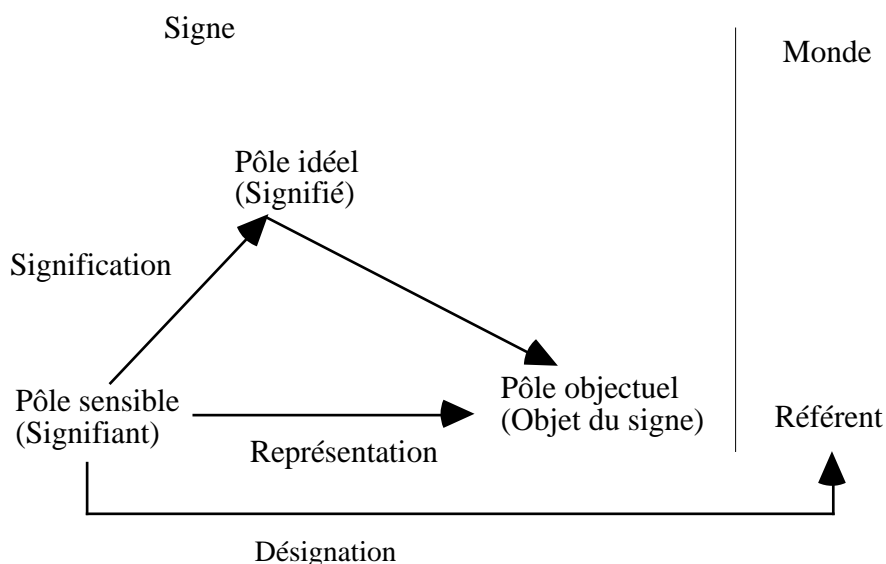 Signe
Monde
Pôle idéel
(Signifié)
Signification
Pôle sensible
(Signifiant)
Pôle objectuel
(Objet du signe)
Référent
Représentation
Désignation